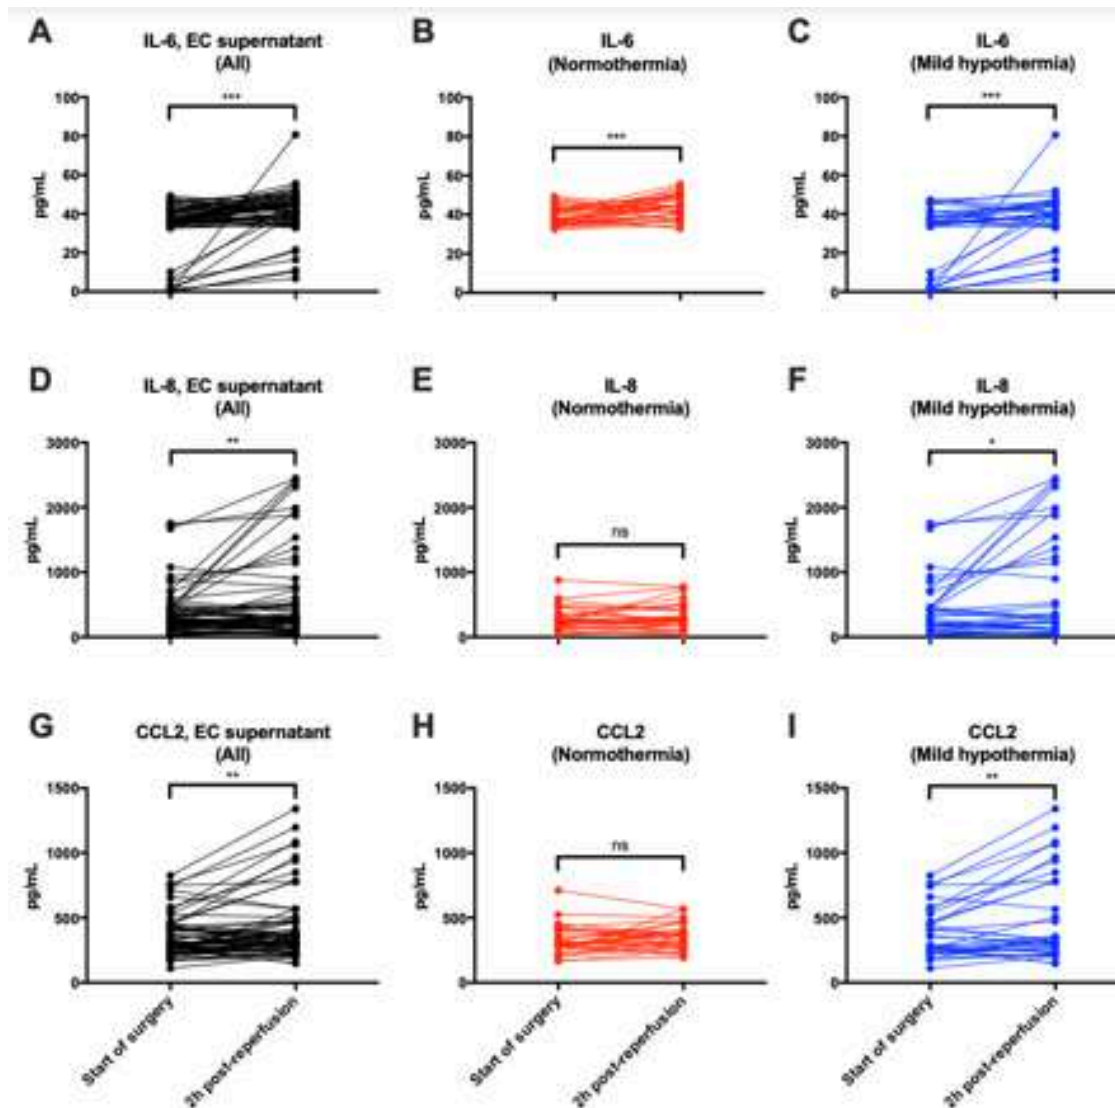 A
IL-6, EC supernatant
(All)
B
IL-6
(Normothermia)
C
IL-6
(Mild hypothermia)
***
***
***
100
80
60
40
20
0
pg/mL
100
80
60
40
20
0
pg/mL
100
80
60
40
20
0
pg/mL
D
IL-8, EC supernatant
(All)
E
IL-8
(Normothermia)
F
IL-8
(Mild hypothermia)
**
ns
*
3000
2000
1000
0
pg/mL
3000
2000
1000
0
pg/mL
3000
2000
1000
0
pg/mL
G
CCL2, EC supernatant
(All)
H
CCL2
(Normothermia)
I
CCL2
(Mild hypothermia)
**
ns
**
1500
1000
500
0
pg/mL
1500
1000
500
0
pg/mL
1500
1000
500
0
pg/mL
Start of surgery
2h post-reperfusion
Start of surgery
2h post-reperfusion
Start of surgery
2h post-reperfusion